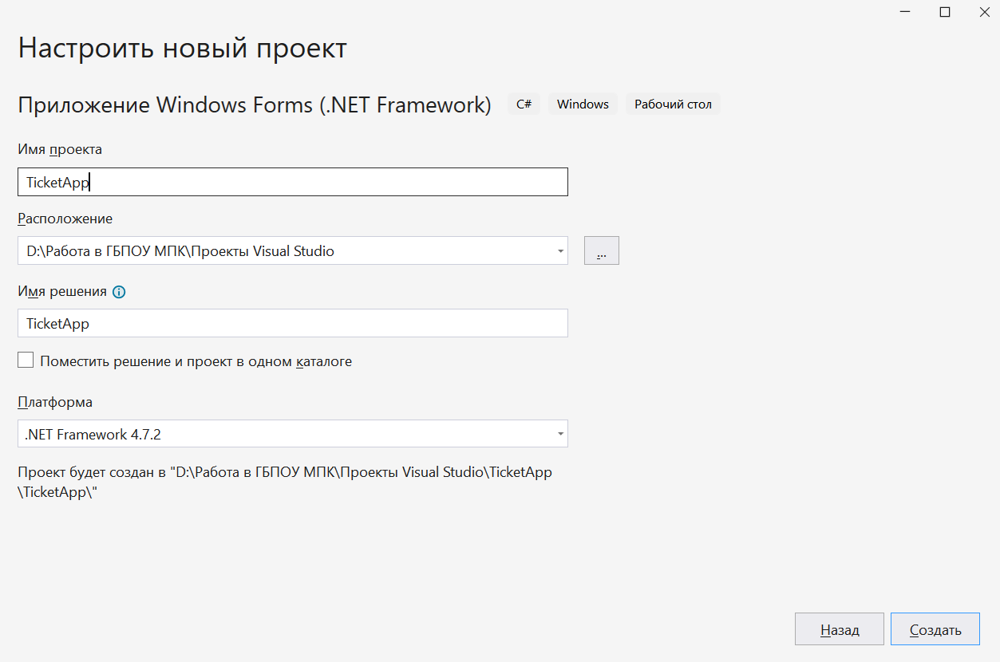 Настроить новый проект
Приложение Windows Forms (.NET Framework) C# Windows Рабочий стол
Имя проекта
TicketApp
Расположение
D:\Работа в ГБПОУ МПК\Проекты Visual Studio
...
Имя решения
TicketApp
Поместить решение и проект в одном каталоге
Платформа
.NET Framework 4.7.2
Проект будет создан в "D:\Работа в ГБПОУ МПК\Проекты Visual Studio\TicketApp
\TicketApp\"
Назад Создать